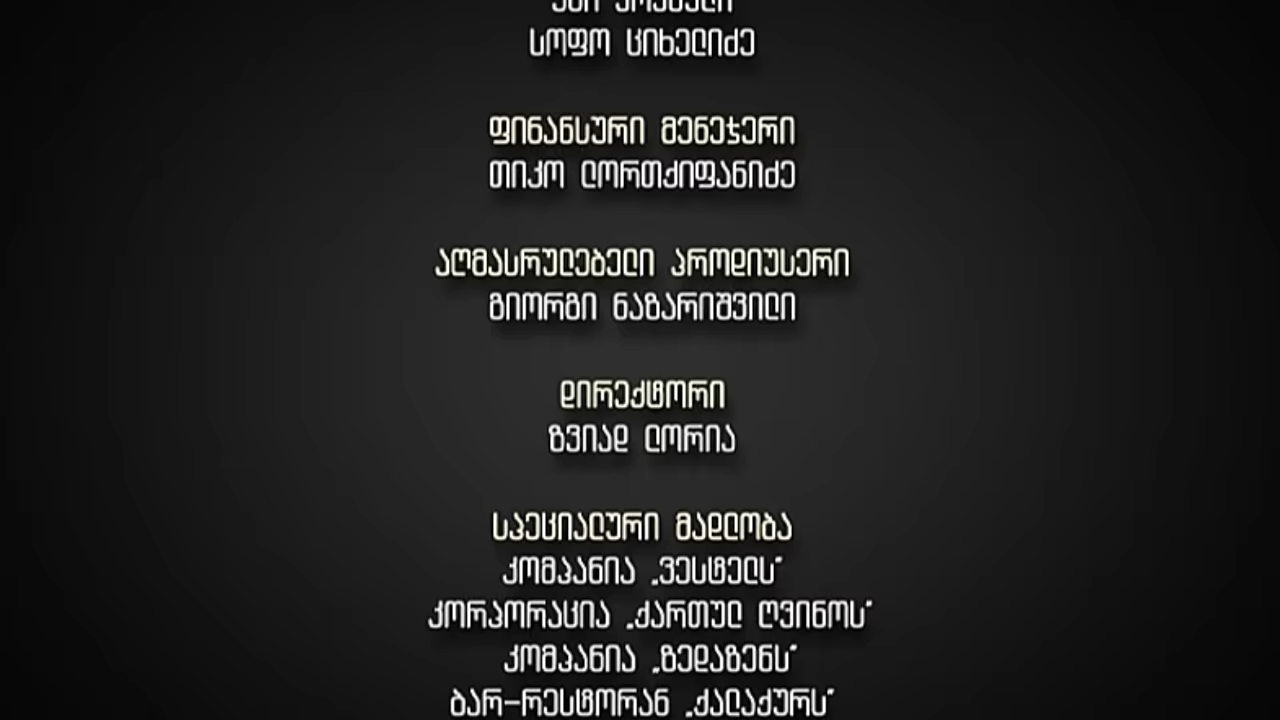 სოფო ციხელიძე
ფინანსური მენეჯერი
თიკო ლორთქიფანიძე
აღმასრულებელი პროდიუსერი
გიორგი ნაზარიშვილი
დირექტორი
ზვიად ლორია
სპეციალური მადლობა
კომპანია „ვესტელს“
კორპორაცია „ქართულ ღვინოს“
კომპანია „ზედაზენს“
ბარ–რესტორან „ქალაქურს“